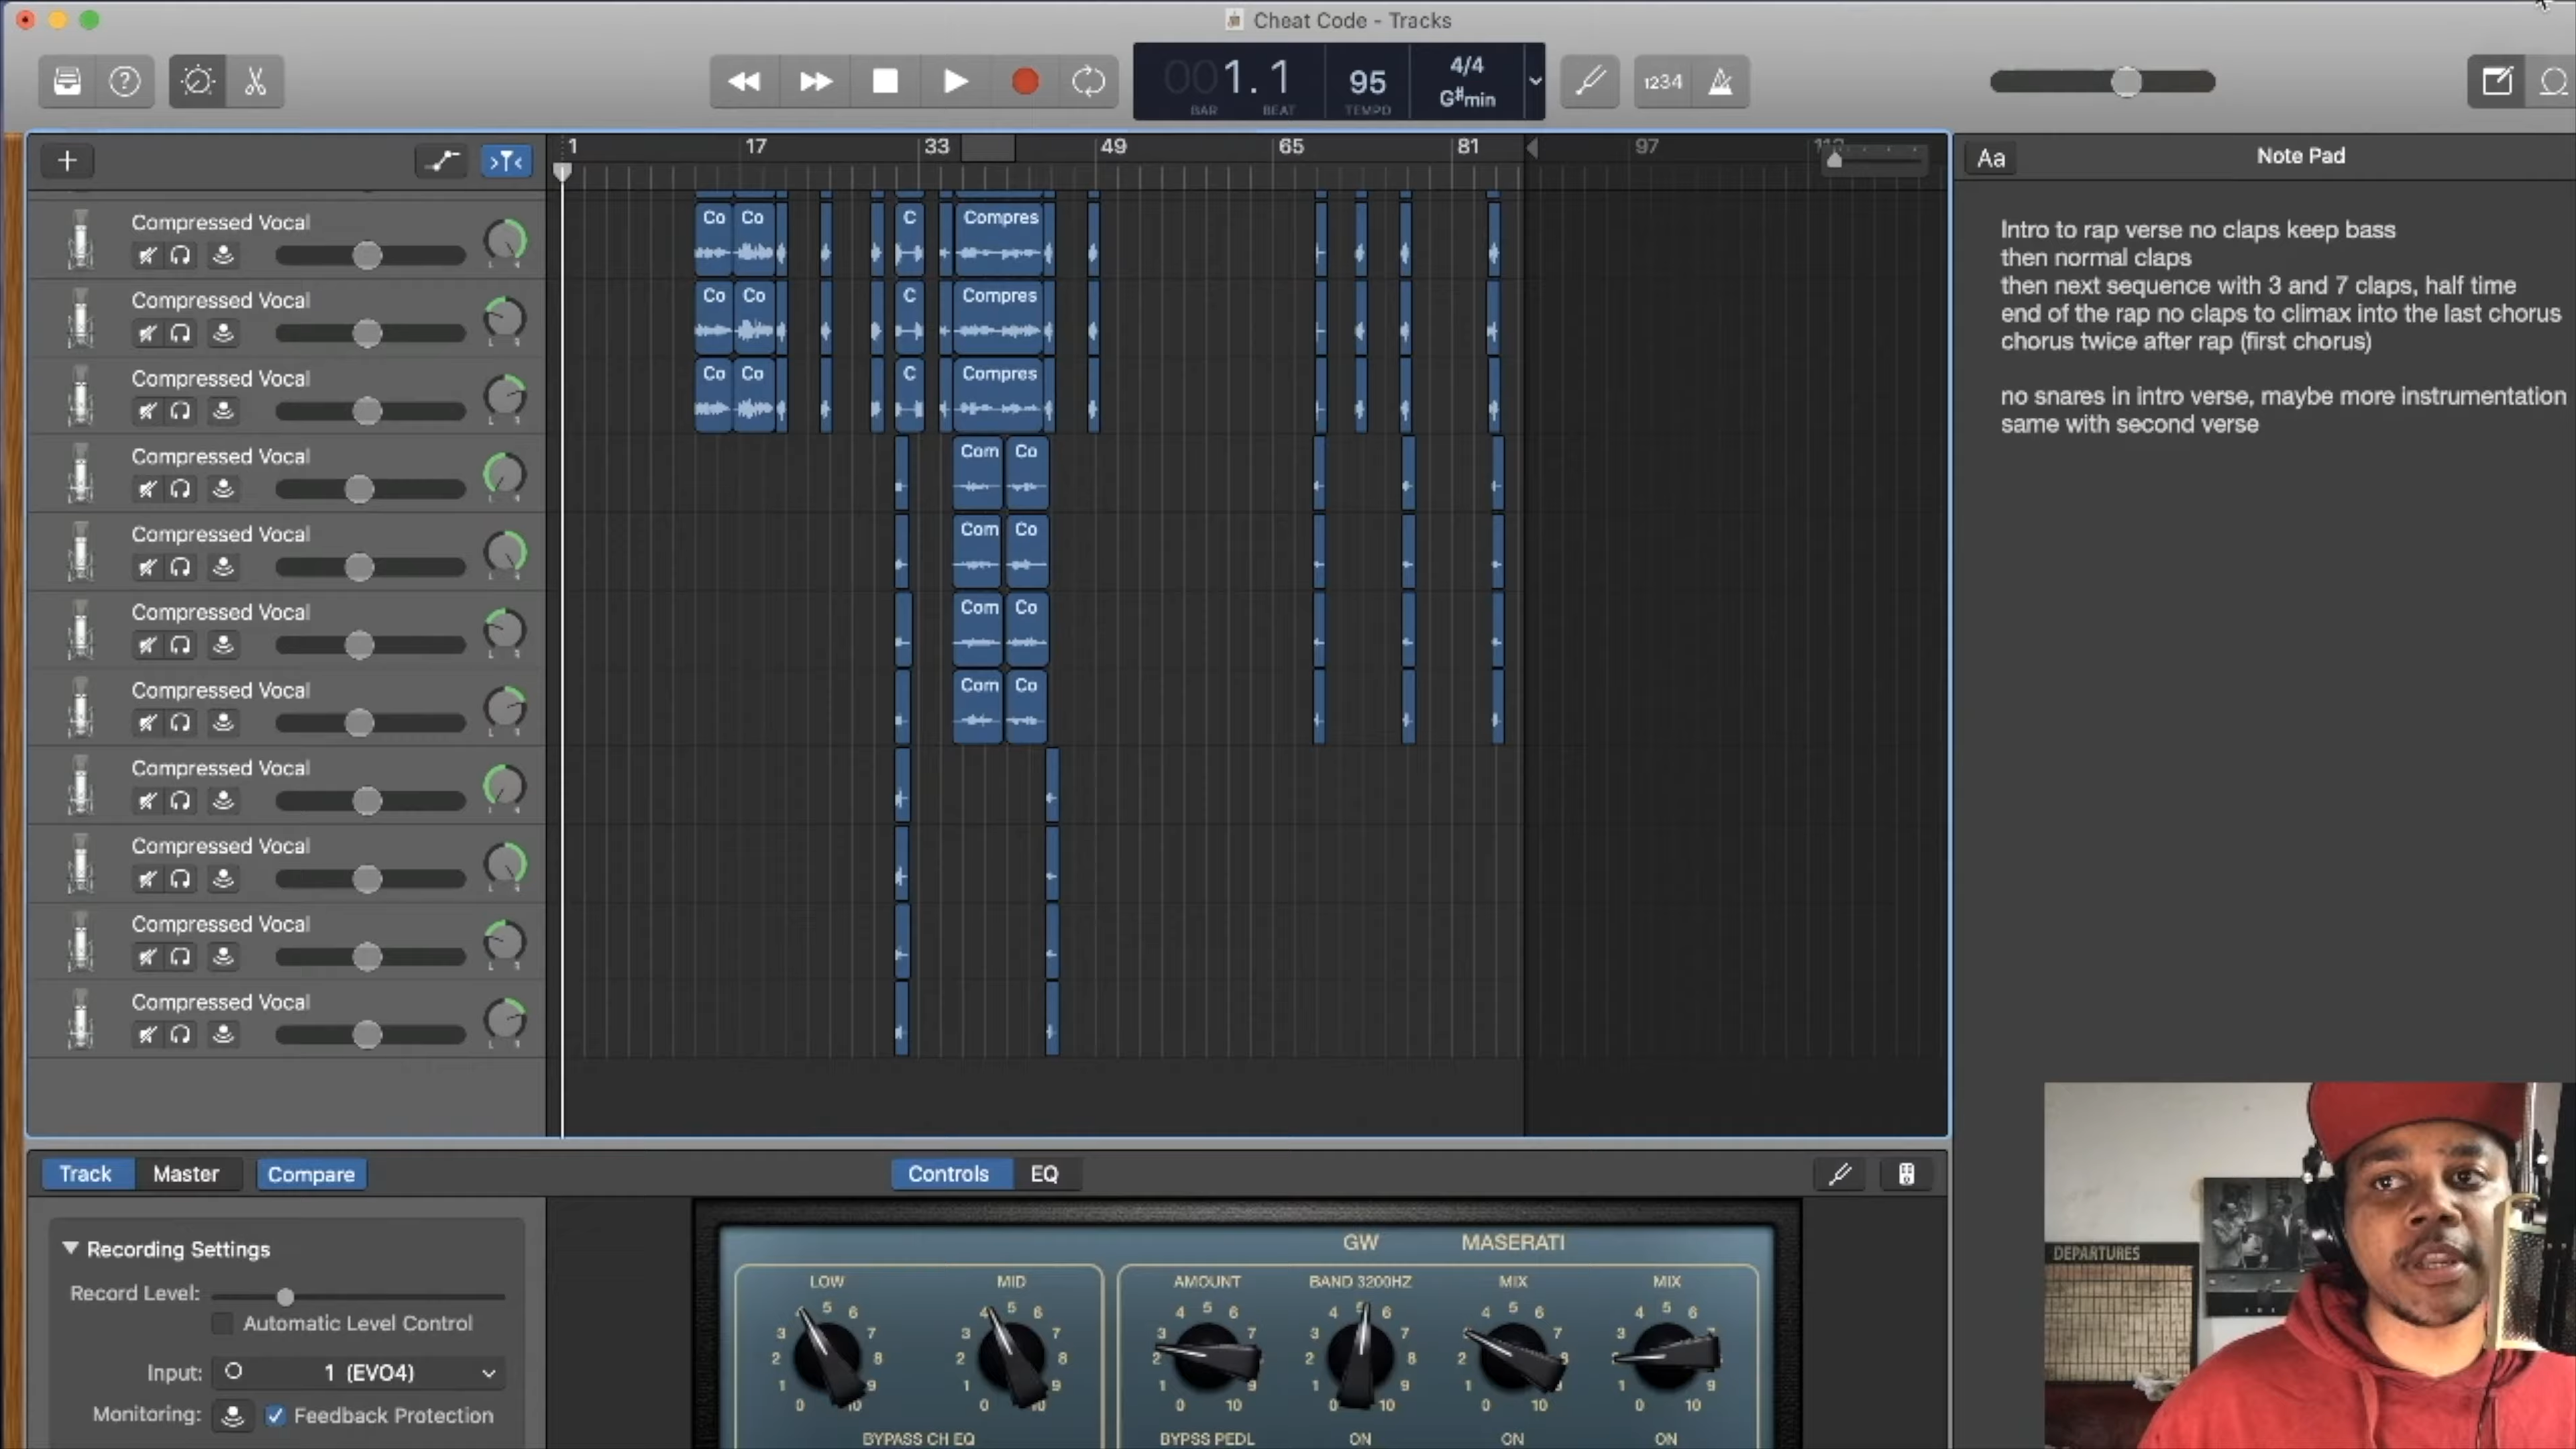 Cheat Code - Tracks
001.1
BAR
BEAT
95
TEMPO
4/4
G#min
1234
1
17
33
49
65
81
97
Aa
Note Pad
Intro to rap verse no claps keep bass
then normal claps
then next sequence with 3 and 7 claps, half time
end of the rap no claps to climax into the last chorus
chorus twice after rap (first chorus)
no snares in intro verse, maybe more instrumentation
same with second verse
Compressed Vocal
Co Co C Compres
Compressed Vocal
Co Co C Compres
Compressed Vocal
Co Co C Compres
Compressed Vocal
Com Co
Compressed Vocal
Com Co
Compressed Vocal
Com Co
Compressed Vocal
Com Co
Compressed Vocal
Compressed Vocal
Compressed Vocal
Compressed Vocal
Track Master Compare
Controls EQ
Recording Settings
Record Level:
Automatic Level Control
Input: 1 (EVO4)
Monitoring: Feedback Protection
GW MASERATI
LOW MID AMOUNT BAND 3200HZ MIX MIX
BYPASS CH EQ BYPSS PEDL ON ON ON
DEPARTURES